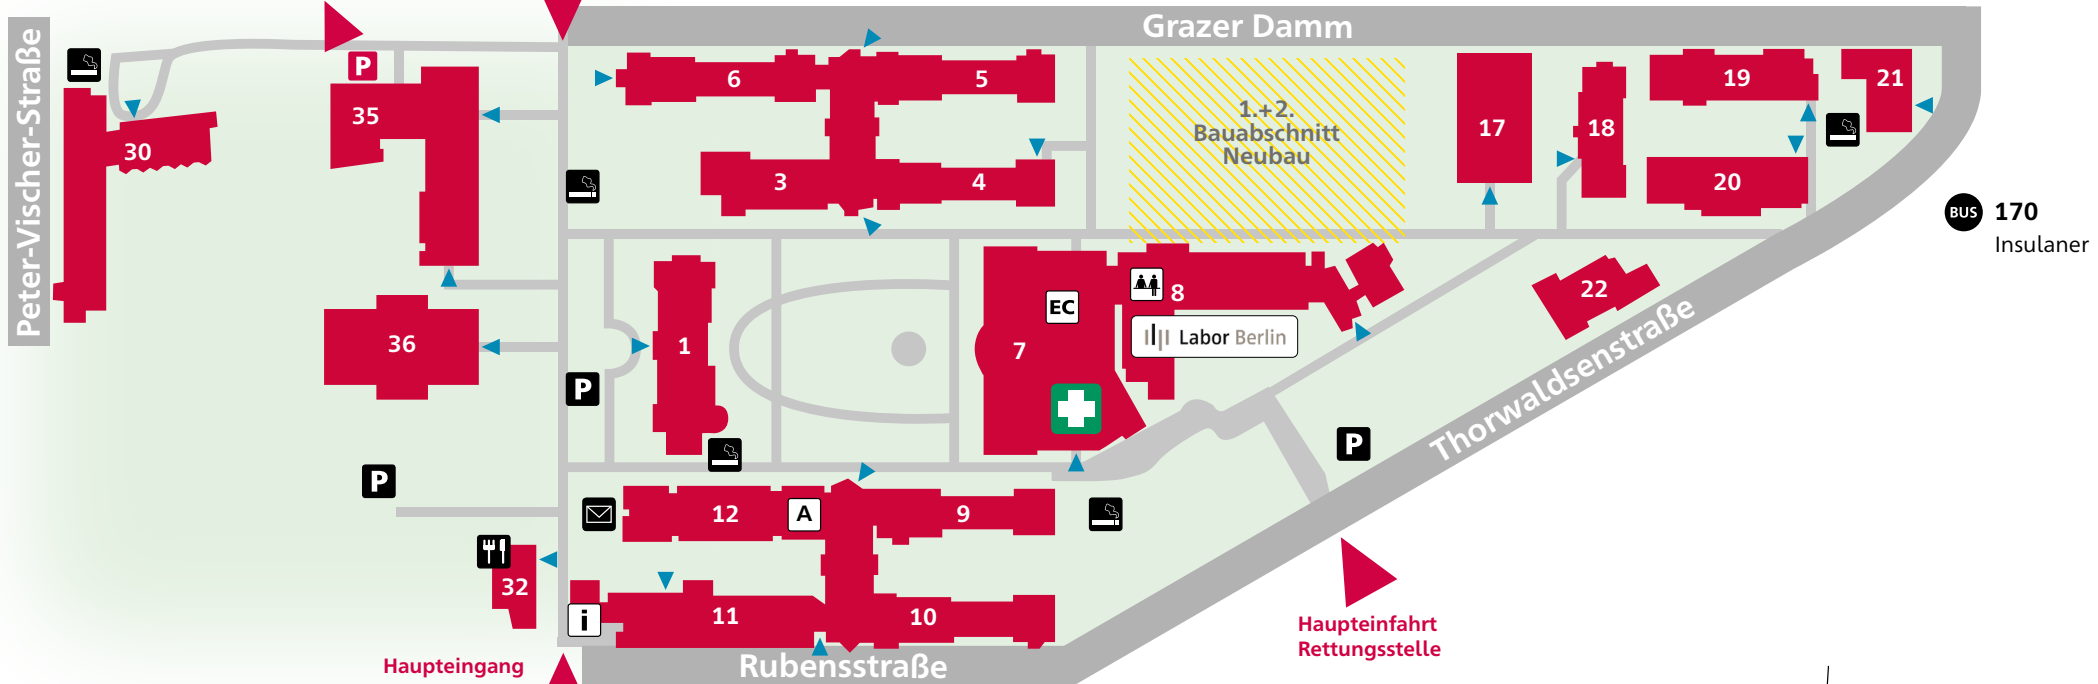 Grazer Damm
Peter-Vischer-Straße
P
6
5
19
21
35
1.+2.
Bauabschnitt
Neubau
17
18
30
3
4
20
BUS 170
Insulaner
8
22
EC
36
1
7
Labor Berlin
P
P
Thorwaldsenstraße
P
12
A
9
32
i
11
10
Haupteinfahrt
Rettungsstelle
Haupteingang
Rubensstraße